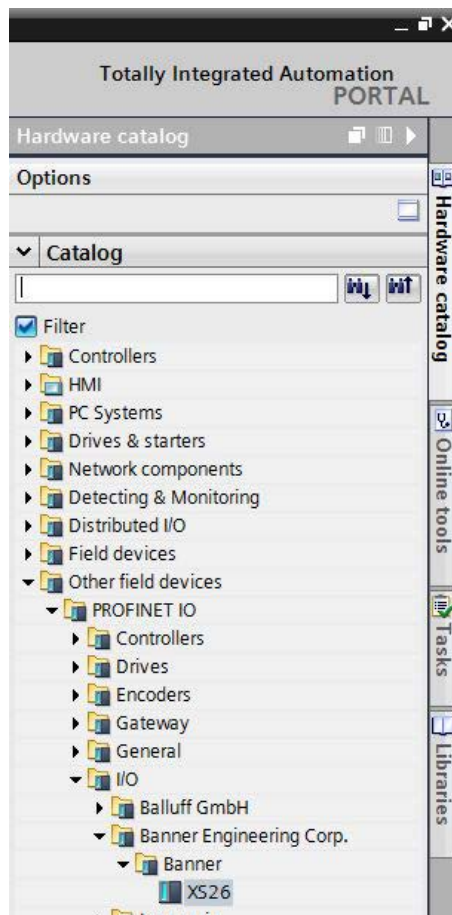 Totally Integrated Automation
PORTAL
Hardware catalog
Options
Catalog
Filter
Controllers
HMI
PC Systems
Drives & starters
Network components
Detecting & Monitoring
Distributed I/O
Field devices
Other field devices
PROFINET IO
Controllers
Drives
Encoders
Gateway
General
I/O
Balluff GmbH
Banner Engineering Corp.
Banner
XS26
Hardware catalog
Online tools
Tasks
Libraries